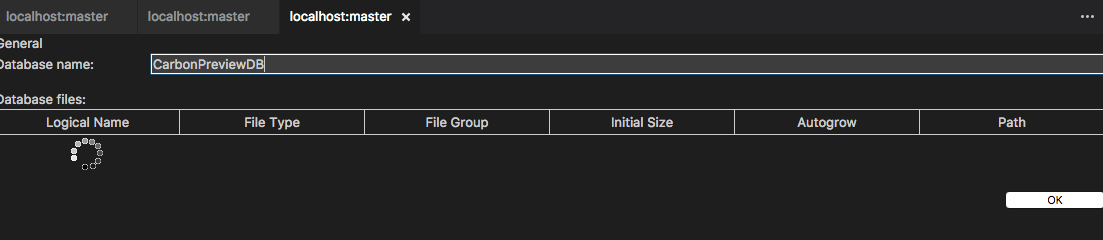 localhost:master localhost:master localhost:master
General
Database name: CarbonPreviewDB
Database files:
Logical Name File Type File Group Initial Size Autogrow Path
OK